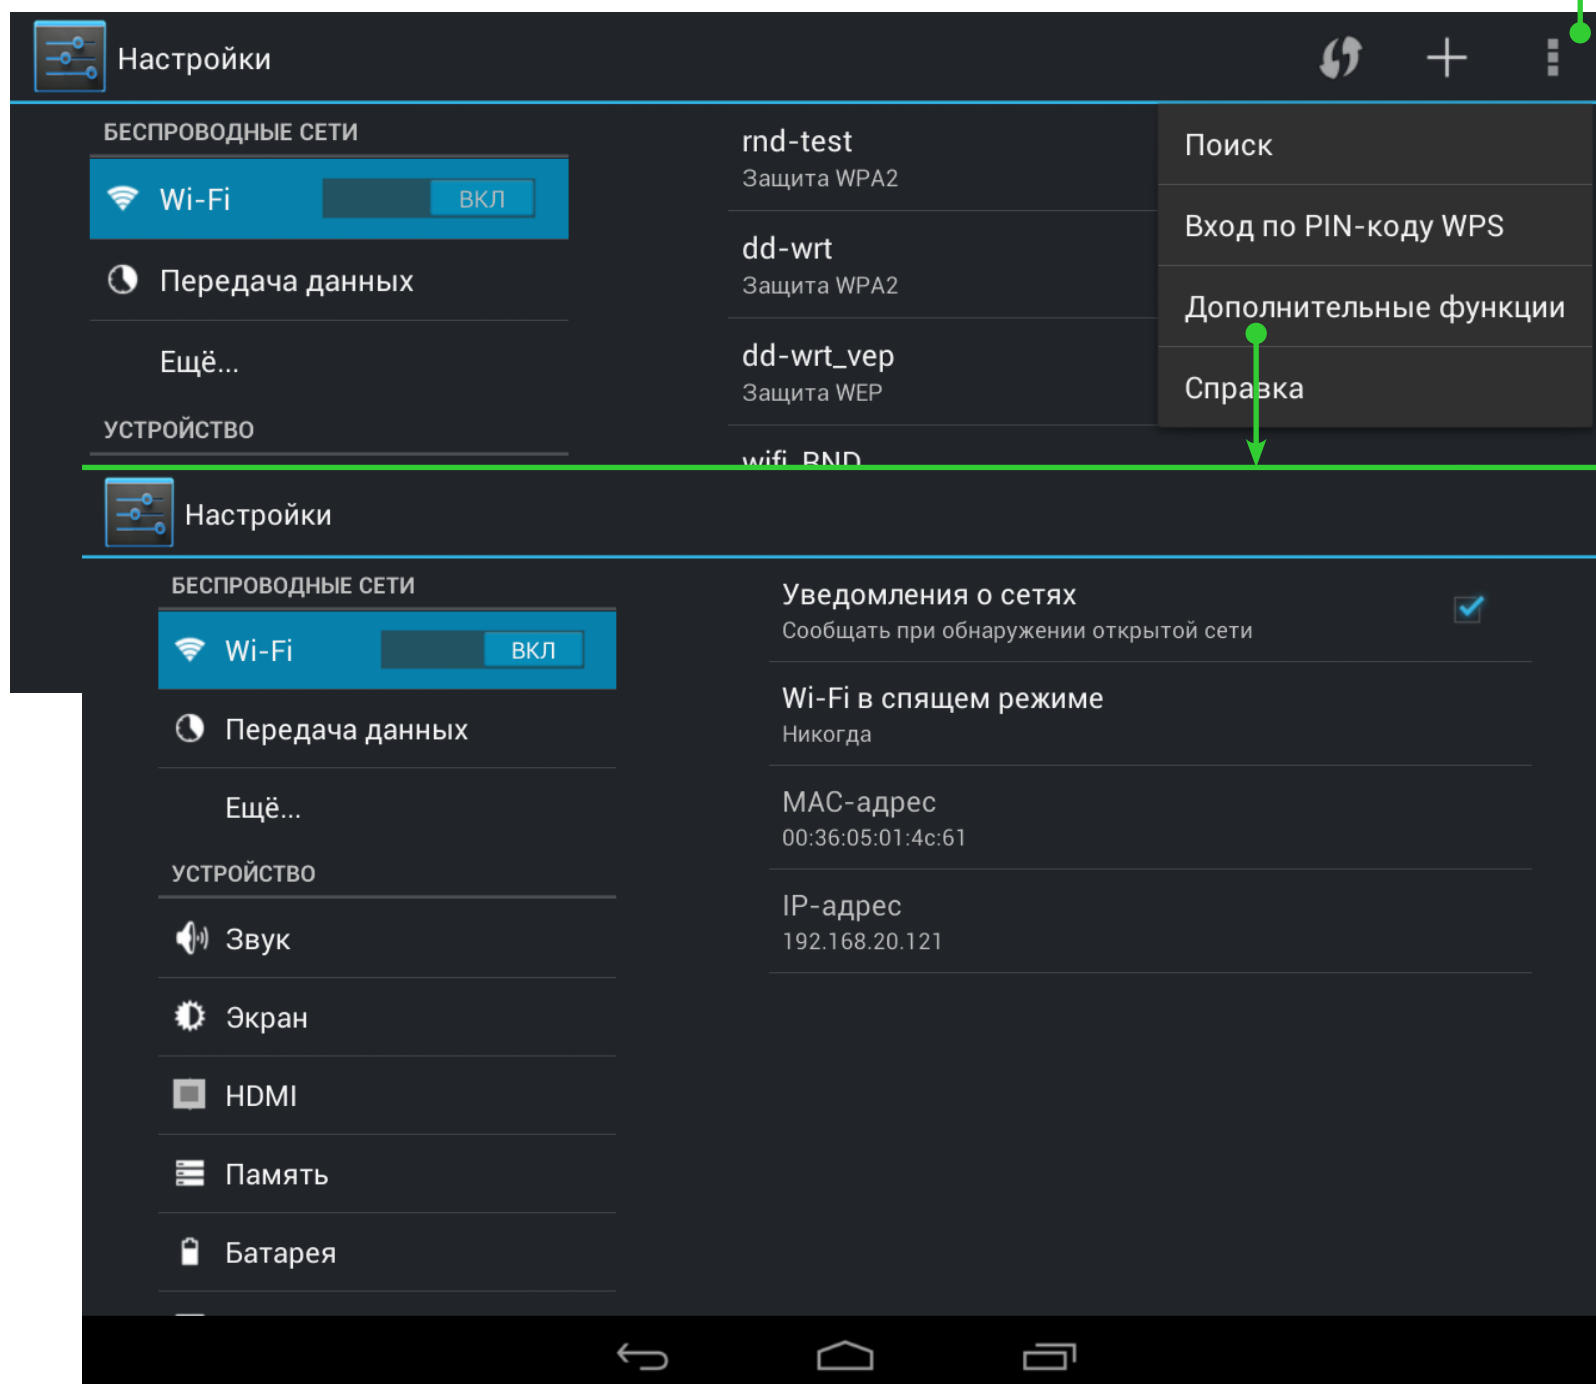 Настройки
БЕСПРОВОДНЫЕ СЕТИ
Wi-Fi
ВКЛ
Передача данных
Ещё...
УСТРОЙСТВО
rnd-test
Защита WPA2
dd-wrt
Защита WPA2
dd-wrt_vep
Защита WEP
wifi_RND
Поиск
Вход по PIN-коду WPS
Дополнительные функции
Справка
Настройки
БЕСПРОВОДНЫЕ СЕТИ
Wi-Fi
ВКЛ
Передача данных
Ещё...
УСТРОЙСТВО
Звук
Экран
HDMI
Память
Батарея
Уведомления о сетях
Сообщать при обнаружении открытой сети
Wi-Fi в спящем режиме
Никогда
MAC-адрес
00:36:05:01:4c:61
IP-адрес
192.168.20.121